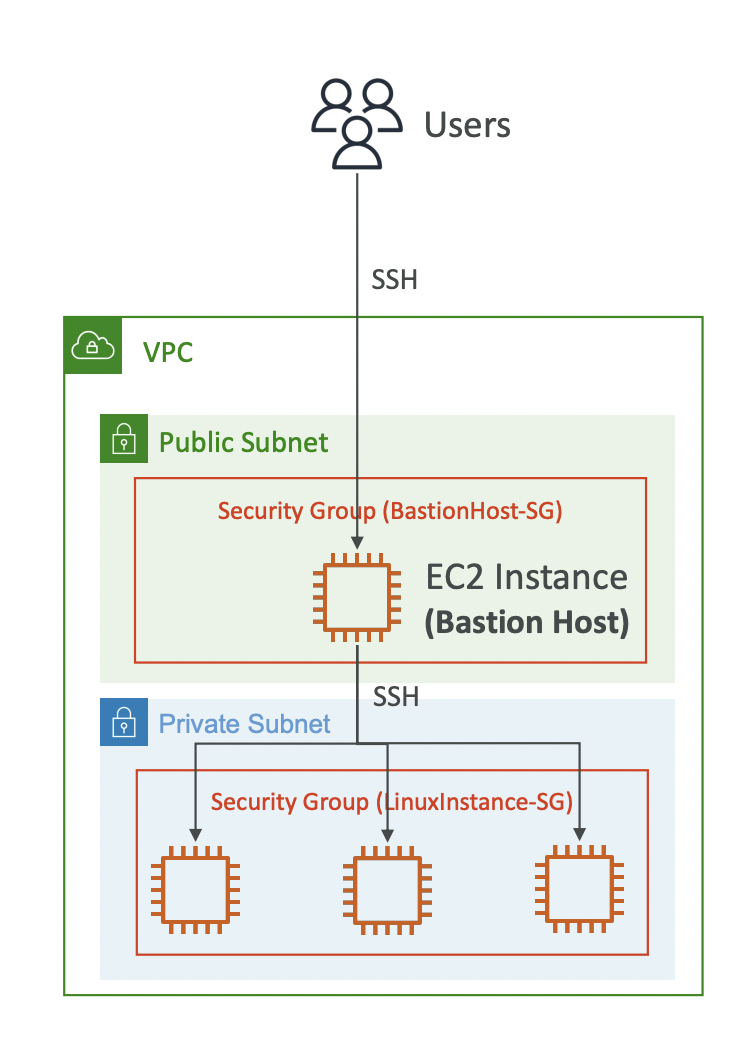 Users
SSH
VPC
Public Subnet
Security Group (BastionHost-SG)
EC2 Instance
(Bastion Host)
SSH
Private Subnet
Security Group (LinuxInstance-SG)